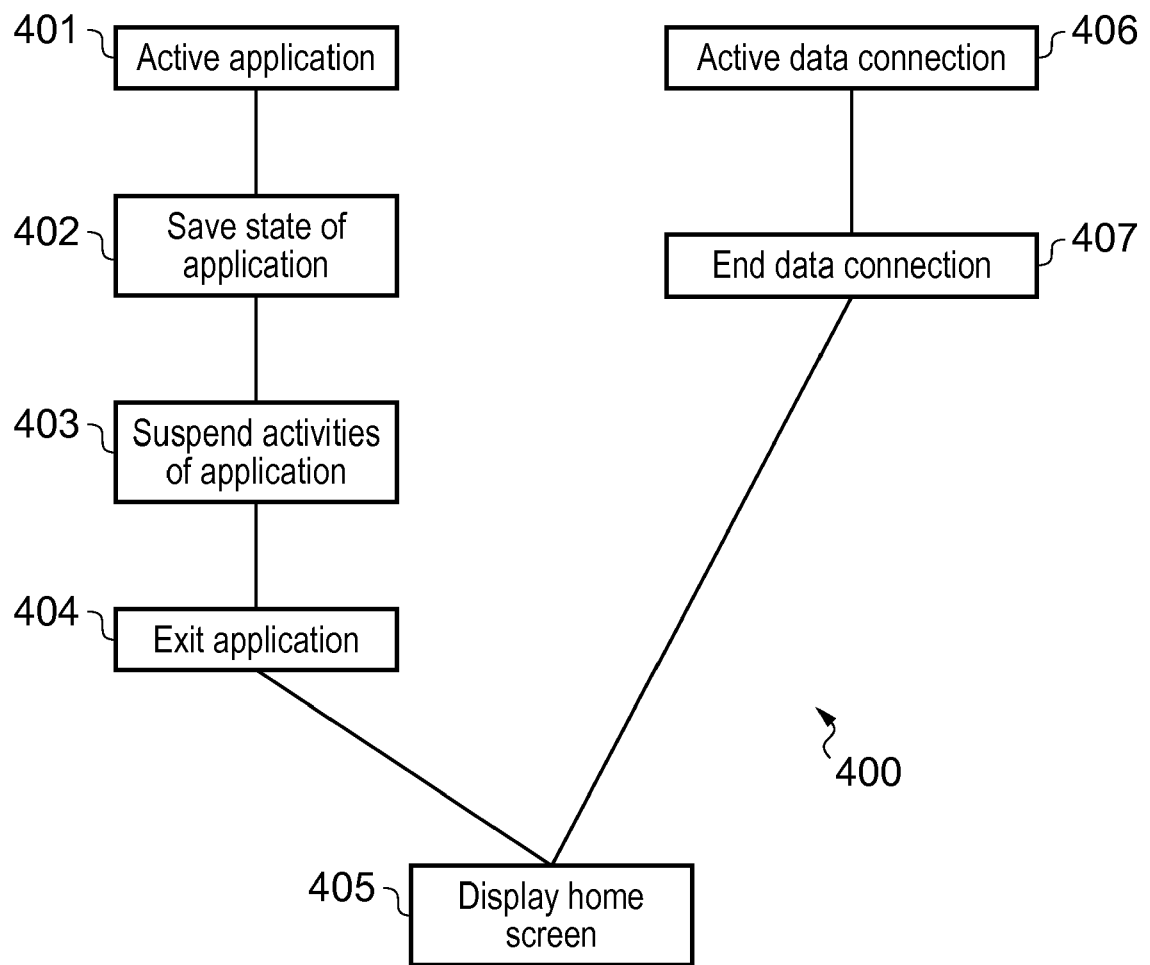 401
Active application
406
Active data connection
402
Save state of
application
407
End data connection
403
Suspend activities
of application
404
Exit application
400
405
Display home
screen